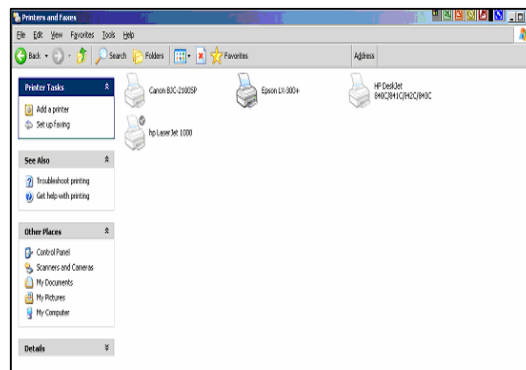 Printers and Faxes
File Edit View Favorites Tools Help
Back Search Folders Favorites Address
Printer Tasks
Add a printer
Set up faxing
See Also
Troubleshoot printing
Get help with printing
Other Places
Control Panel
Scanners and Cameras
My Documents
My Pictures
My Computer
Details
Canon BJC-2100SP
Epson LX-300+
HP DeskJet
840C/841C/842C/843C
hp LaserJet 1000